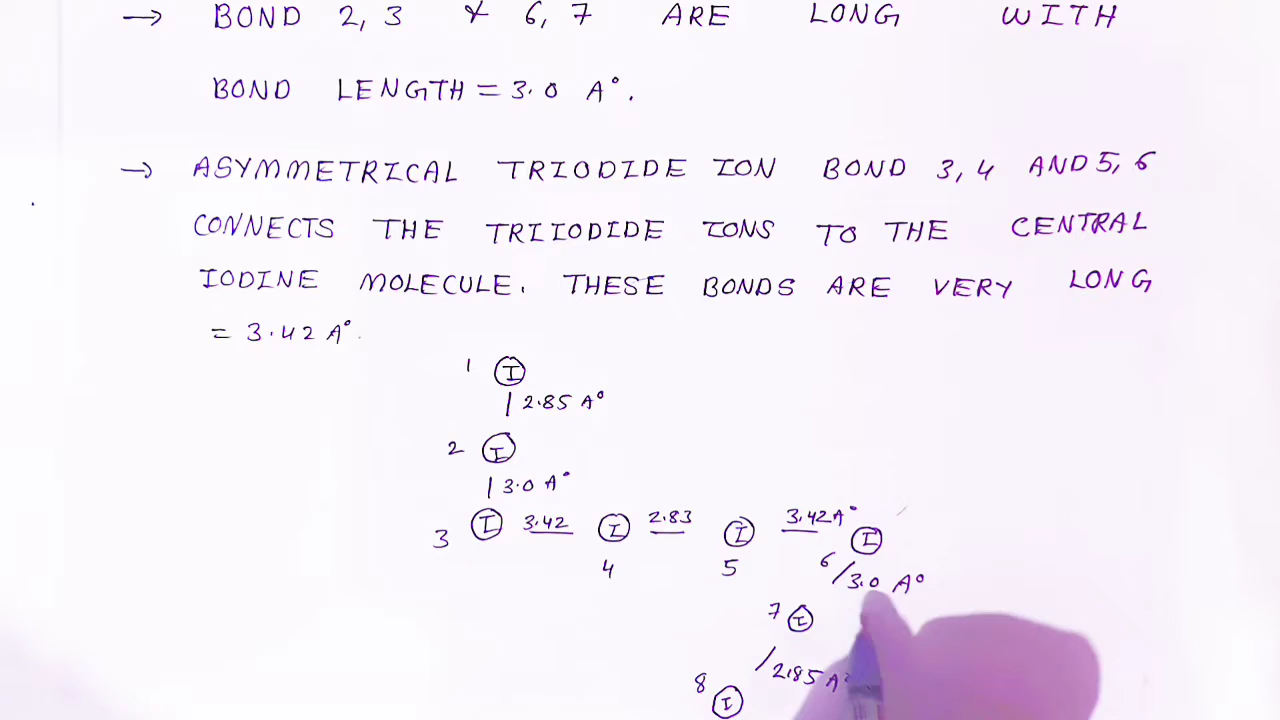 → BOND 2, 3 & 6, 7 ARE LONG WITH
BOND LENGTH = 3.0 A°.
→ ASYMMETRICAL TRIODIDE ION BOND 3, 4 AND 5, 6
CONNECTS THE TRIIODIDE IONS TO THE CENTRAL
IODINE MOLECULE. THESE BONDS ARE VERY LONG
= 3.42 A°.
1 I
2.85 A°
2 I
3.0 A°
3 I 3.42 I 2.83 I 3.42 A° I
4 5 6
3.0 A°
7 I
2.85 A°
8 I